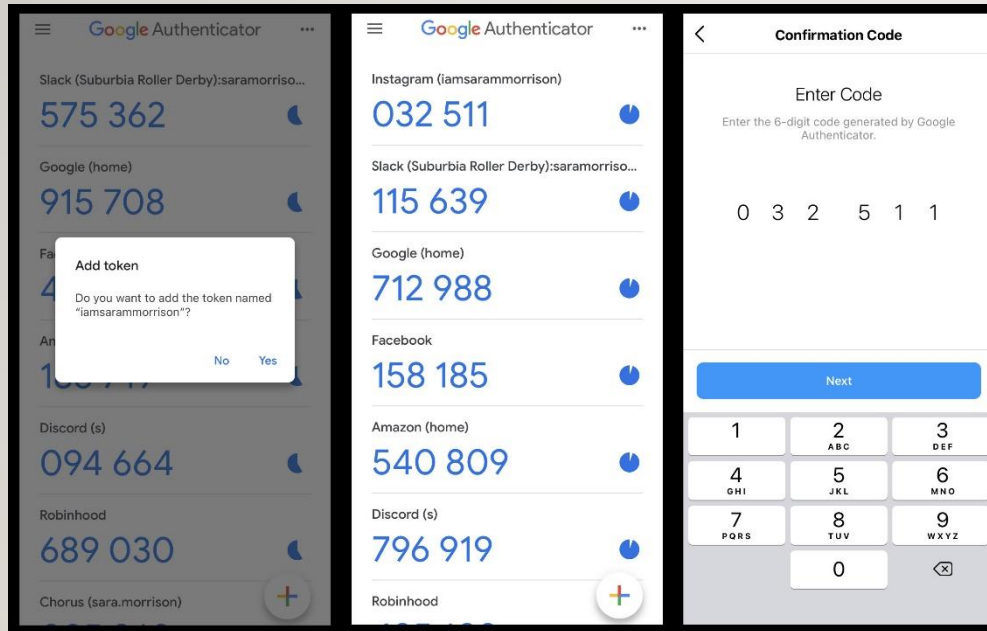 Google Authenticator
Slack (Suburbia Roller Derby):saramorriso...
575 362
Google (home)
915 708
Add token
Do you want to add the token named
"iamsarammorrison"?
No Yes
Discord (s)
094 664
Robinhood
689 030
Chorus (sara.morrison)
Google Authenticator
Instagram (iamsarammorrison)
032 511
Slack (Suburbia Roller Derby):saramorriso...
115 639
Google (home)
712 988
Facebook
158 185
Amazon (home)
540 809
Discord (s)
796 919
Robinhood
Confirmation Code
Enter Code
Enter the 6-digit code generated by Google
Authenticator.
0 3 2 5 1 1
Next
1 2 3
ABC DEF
4 5 6
GHI JKL MNO
7 8 9
PQRS TUV WXYZ
0